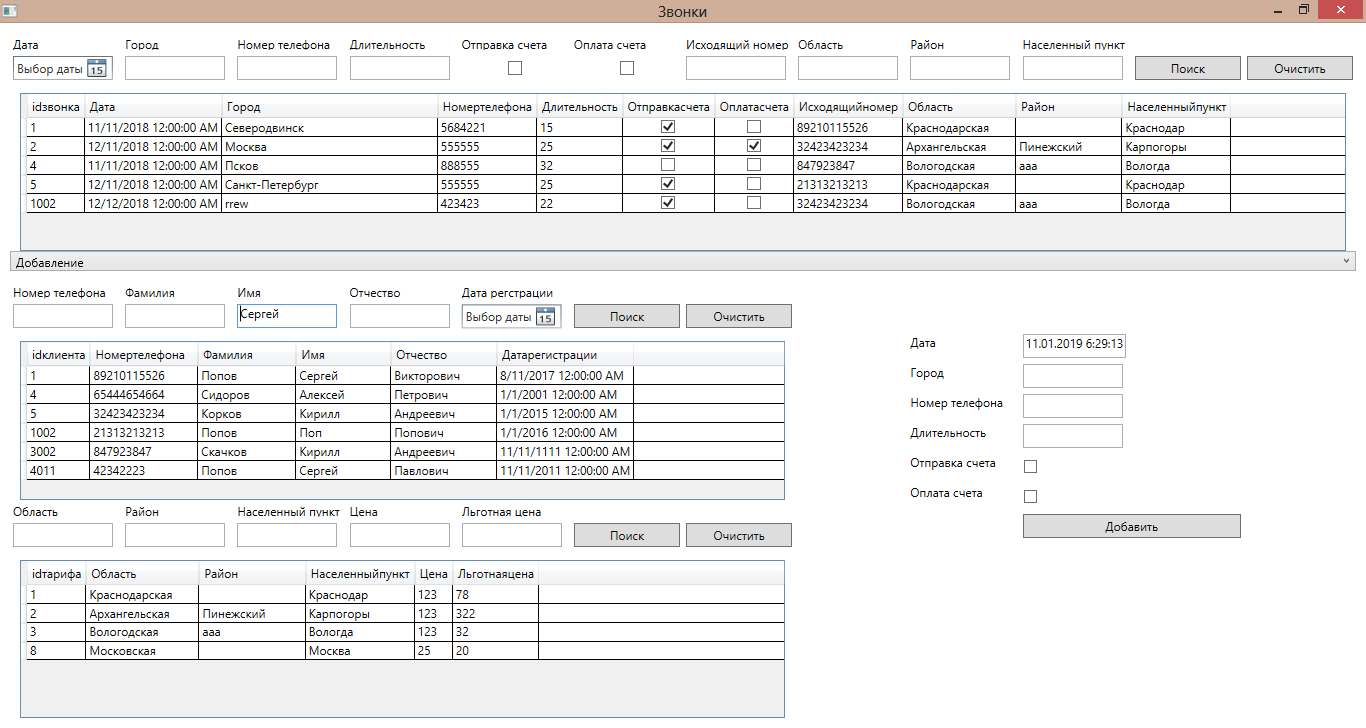 Звонки
Дата Город Номер телефона Длительность Отправка счета Оплата счета Исходящий номер Область Район Населенный пункт
Выбор даты 15 Поиск Очистить
idзвонка Дата Город Номертелефона Длительность Отправкасчета Оплатасчета Исходящийномер Область Район Населенныйпункт
1 11/11/2018 12:00:00 AM Северодвинск 5684221 15 89210115526 Краснодарская Краснодар
2 12/11/2018 12:00:00 AM Москва 555555 25 32423423234 Архангельская Пинежский Карпогоры
4 11/11/2018 12:00:00 AM Псков 888555 32 847923847 Вологодская ааа Вологда
5 12/11/2018 12:00:00 AM Санкт-Петербург 555555 25 21313213213 Краснодарская Краснодар
1002 12/12/2018 12:00:00 AM rrew 423423 22 32423423234 Вологодская ааа Вологда
Добавление
Номер телефона Фамилия Имя Отчество Дата регстрации
Сергей Выбор даты 15 Поиск Очистить
idклиента Номертелефона Фамилия Имя Отчество Датарегистрации
1 89210115526 Попов Сергей Викторович 8/11/2017 12:00:00 AM
4 65444654664 Сидоров Алексей Петрович 1/1/2001 12:00:00 AM
5 32423423234 Корков Кирилл Андреевич 1/1/2015 12:00:00 AM
1002 21313213213 Попов Поп Попович 1/1/2016 12:00:00 AM
3002 847923847 Скачков Кирилл Андреевич 11/11/1111 12:00:00 AM
4011 42342223 Попов Сергей Павлович 11/11/2011 12:00:00 AM
Область Район Населенный пункт Цена Льготная цена
Поиск Очистить
idтарифа Область Район Населенныйпункт Цена Льготнаяцена
1 Краснодарская Краснодар 123 78
2 Архангельская Пинежский Карпогоры 123 322
3 Вологодская ааа Вологда 123 32
8 Московская Москва 25 20
Дата 11.01.2019 6:29:13
Город
Номер телефона
Длительность
Отправка счета
Оплата счета
Добавить